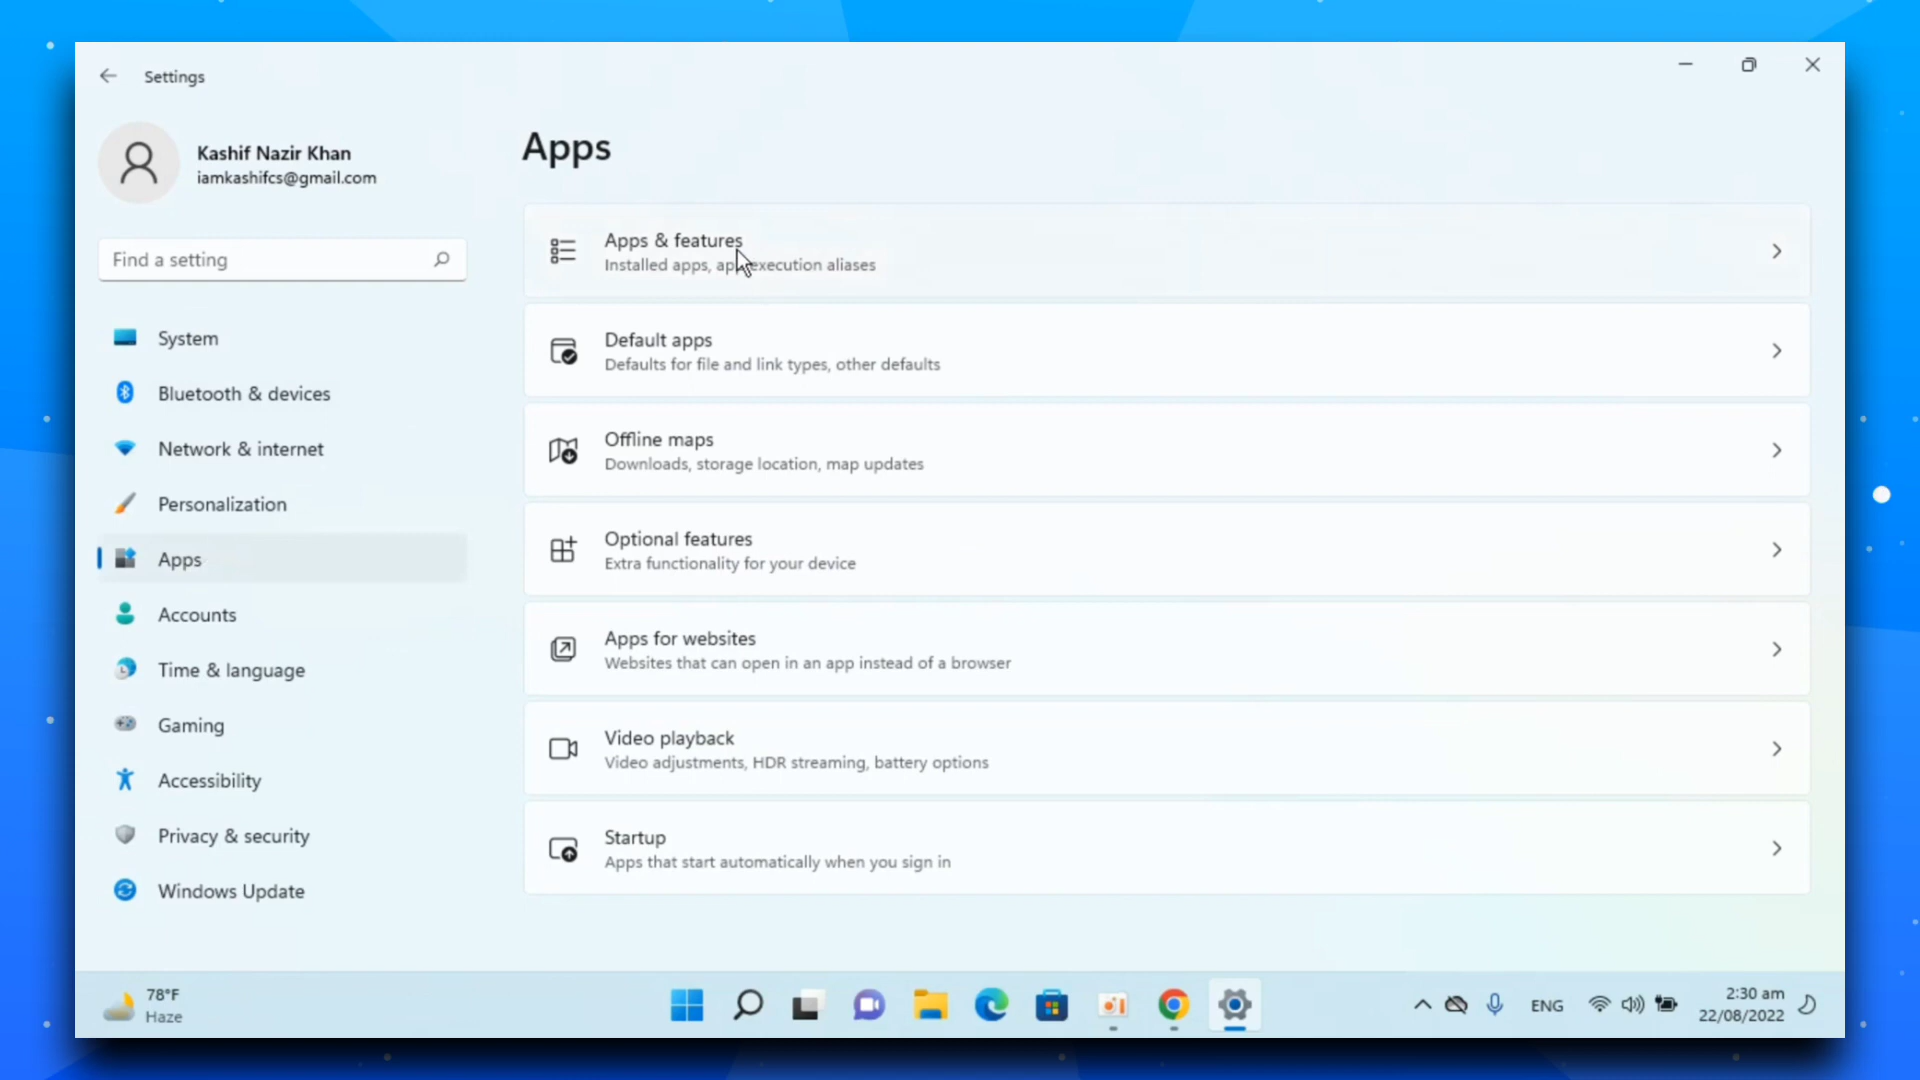 Settings
Kashif Nazir Khan
iamkashifcs@gmail.com
Find a setting
System
Bluetooth & devices
Network & internet
Personalization
Apps
Accounts
Time & language
Gaming
Accessibility
Privacy & security
Windows Update
Apps
Apps & features
Installed apps, app execution aliases
Default apps
Defaults for file and link types, other defaults
Offline maps
Downloads, storage location, map updates
Optional features
Extra functionality for your device
Apps for websites
Websites that can open in an app instead of a browser
Video playback
Video adjustments, HDR streaming, battery options
Startup
Apps that start automatically when you sign in
78°F
Haze
ENG
2:30 am
22/08/2022